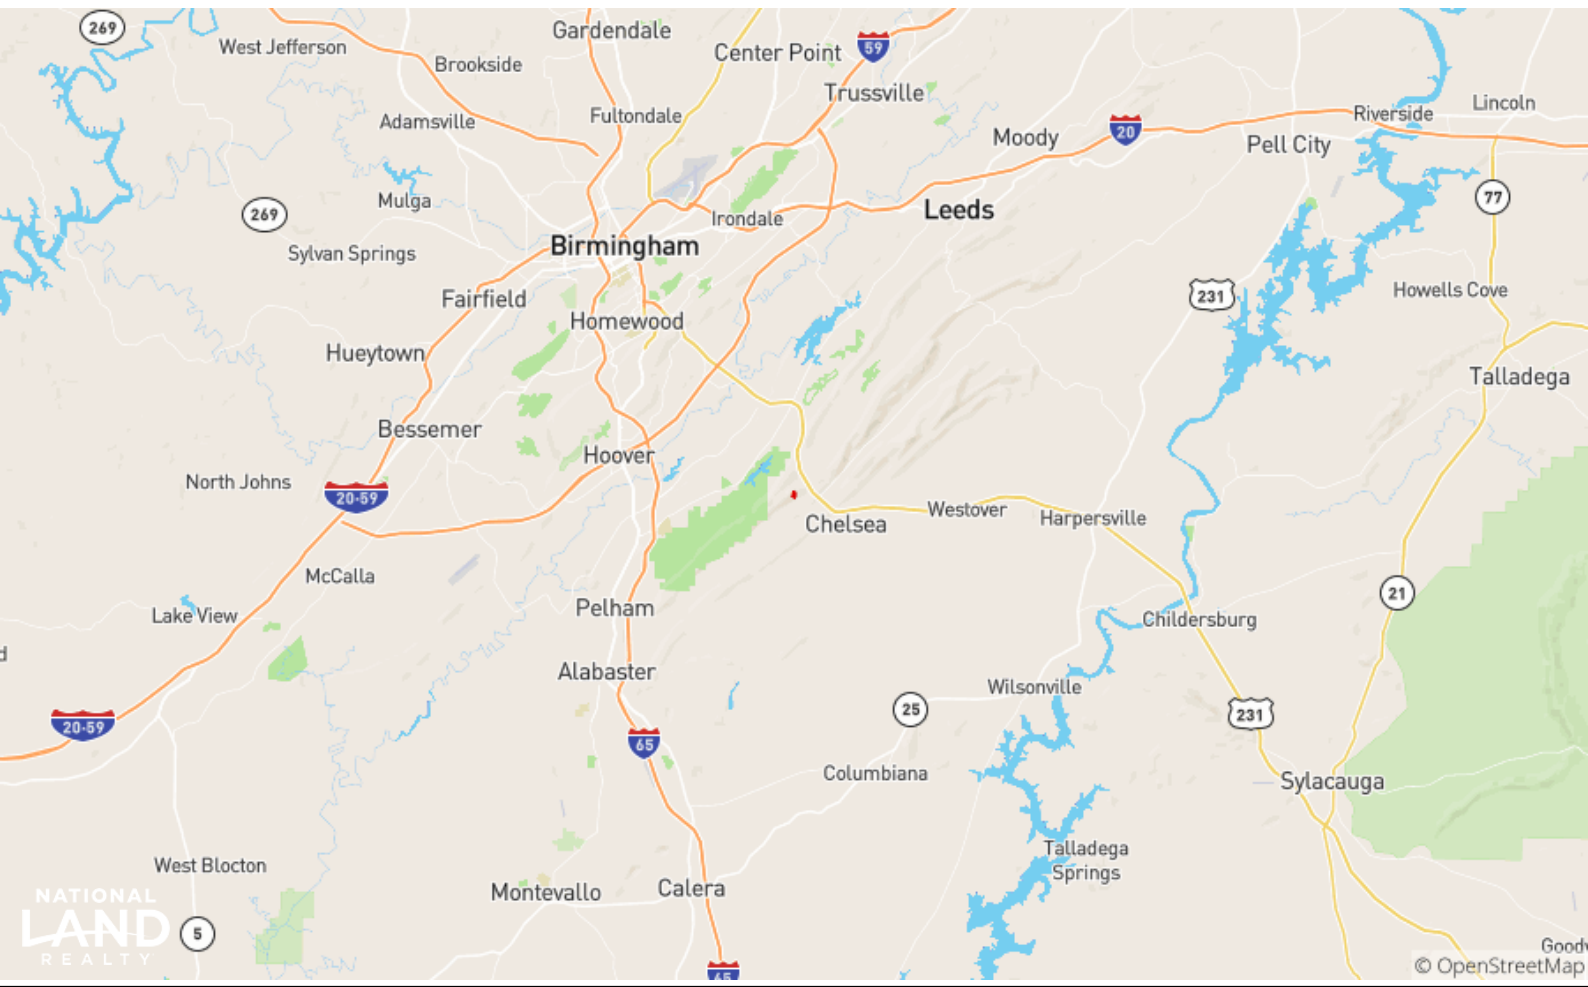 269
Gardendale
West Jefferson
Center Point
59
Brookside
Trussville
Adamsville
Fultondale
Riverside
Lincoln
Moody
20
Pell City
Mulga
269
Irondale
Leeds
77
Birmingham
Sylvan Springs
Fairfield
231
Howells Cove
Homewood
Hueytown
Talladega
Bessemer
Hoover
North Johns
20-59
Chelsea
Westover
Harpersville
McCalla
21
Lake View
Pelham
Childersburg
d
Alabaster
Wilsonville
25
20-59
231
65
Columbiana
Sylacauga
West Blocton
Talladega
Springs
Montevallo
Calera
NATIONAL
LAND
REALTY
5
Goodw
65
© OpenStreetMap